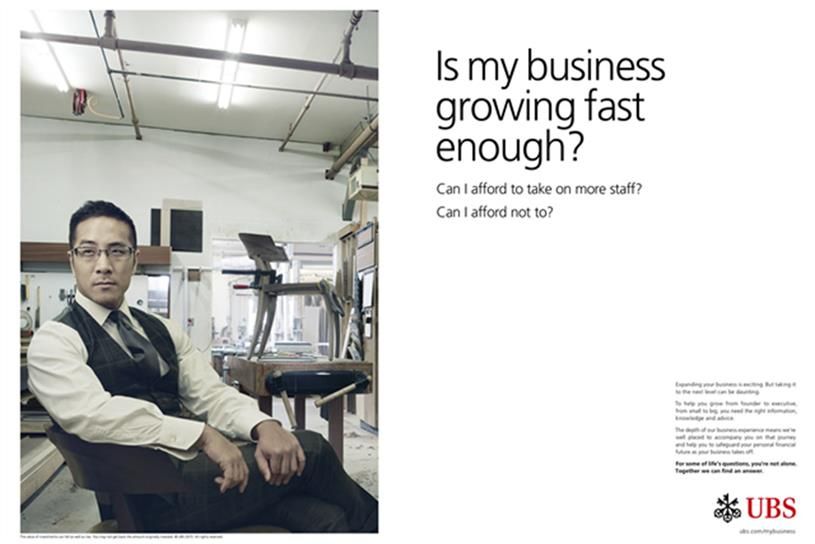 Is my business
growing fast
enough?
Can I afford to take on more staff?
Can I afford not to?
Expanding your business is exciting. But taking it
to the next level can be daunting.
To help you grow from founder to executive,
from small to big, you need the right information,
knowledge and advice.
The depth of our business experience means we're
well placed to accompany you on that journey
and help you to safeguard your personal financial
future as your business takes off.
For some of life's questions, you're not alone.
Together we can find an answer.
UBS
ubs.com/mybusiness
The value of investments can fall as well as rise. You may not get back the amount originally invested. © UBS 2015. All rights reserved.